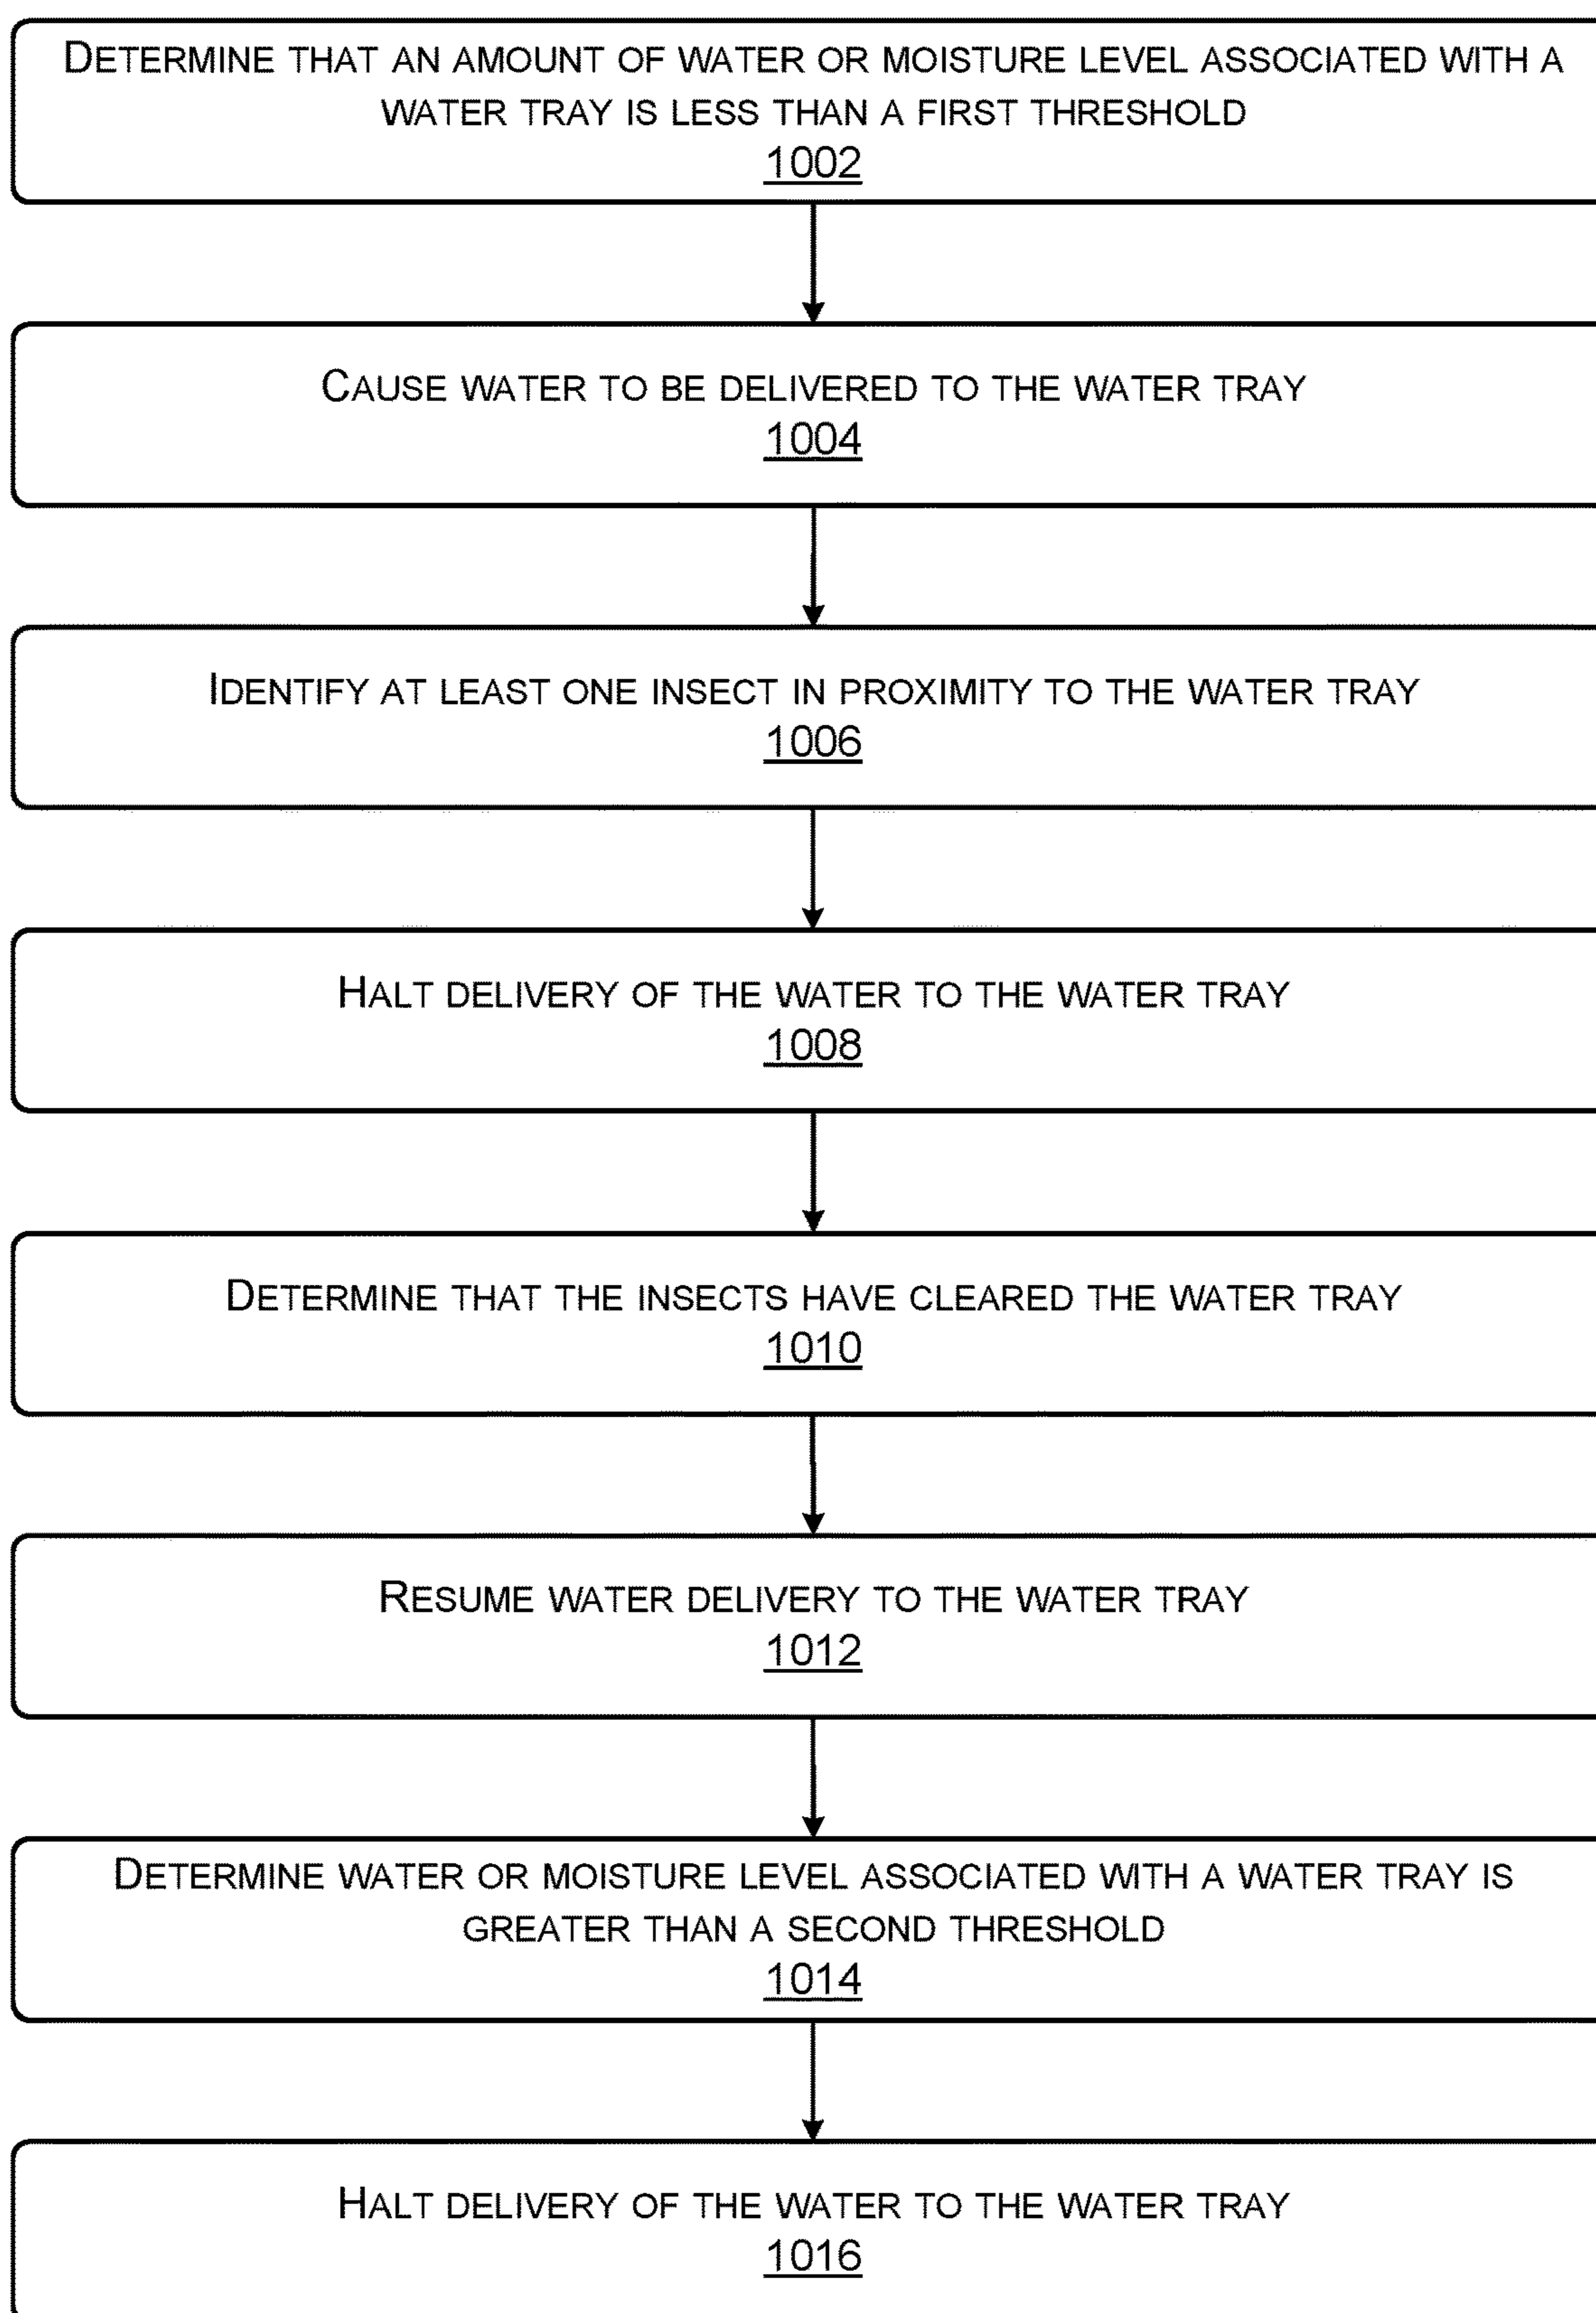 DETERMINE THAT AN AMOUNT OF WATER OR MOISTURE LEVEL ASSOCIATED WITH A
WATER TRAY IS LESS THAN A FIRST THRESHOLD
1002
CAUSE WATER TO BE DELIVERED TO THE WATER TRAY
1004
IDENTIFY AT LEAST ONE INSECT IN PROXIMITY TO THE WATER TRAY
1006
HALT DELIVERY OF THE WATER TO THE WATER TRAY
1008
DETERMINE THAT THE INSECTS HAVE CLEARED THE WATER TRAY
1010
RESUME WATER DELIVERY TO THE WATER TRAY
1012
DETERMINE WATER OR MOISTURE LEVEL ASSOCIATED WITH A WATER TRAY IS
GREATER THAN A SECOND THRESHOLD
1014
HALT DELIVERY OF THE WATER TO THE WATER TRAY
1016